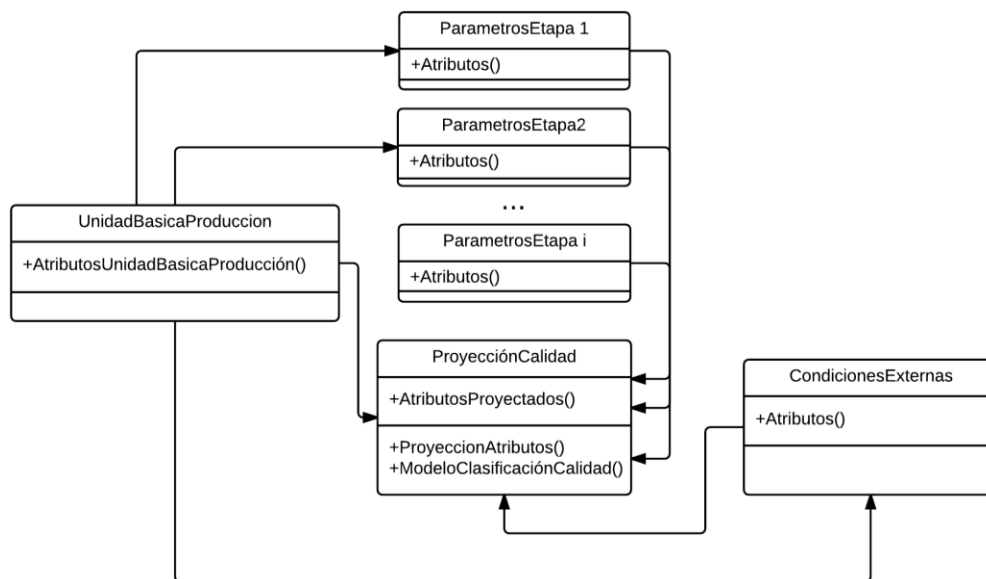 ParametrosEtapa 1
+Atributos()
ParametrosEtapa2
+Atributos()
...
UnidadBasicaProduccion
+AtributosUnidadBasicaProducción()
ParametrosEtapa i
+Atributos()
ProyecciónCalidad
+AtributosProyectados()
+ProyeccionAtributos()
+ModeloClasificaciónCalidad()
CondicionesExternas
+Atributos()